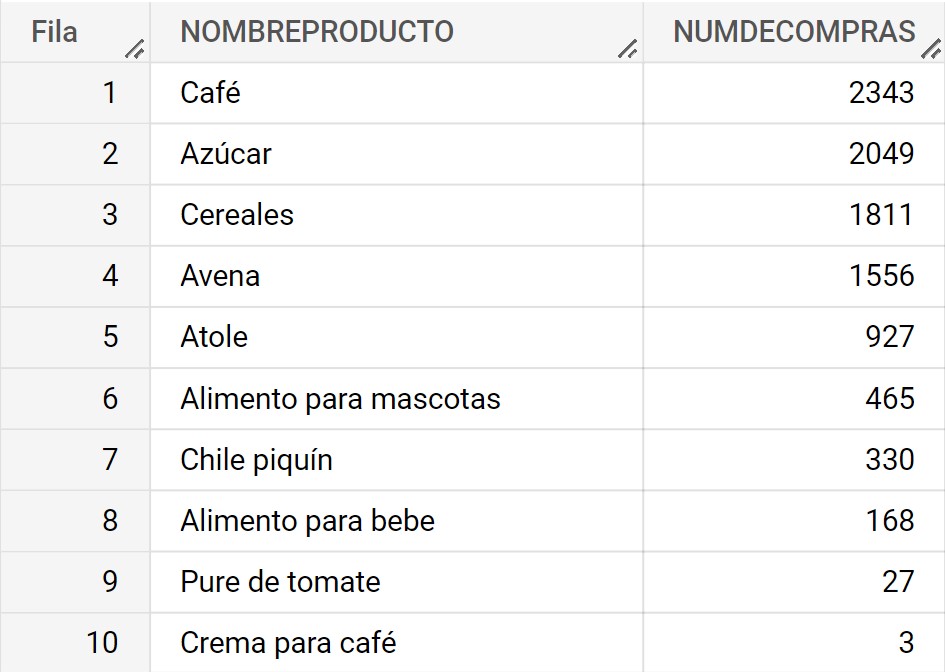 Fila NOMBREPRODUCTO NUMDECOMPRAS
1 Café 2343
2 Azúcar 2049
3 Cereales 1811
4 Avena 1556
5 Atole 927
6 Alimento para mascotas 465
7 Chile piquín 330
8 Alimento para bebe 168
9 Pure de tomate 27
10 Crema para café 3